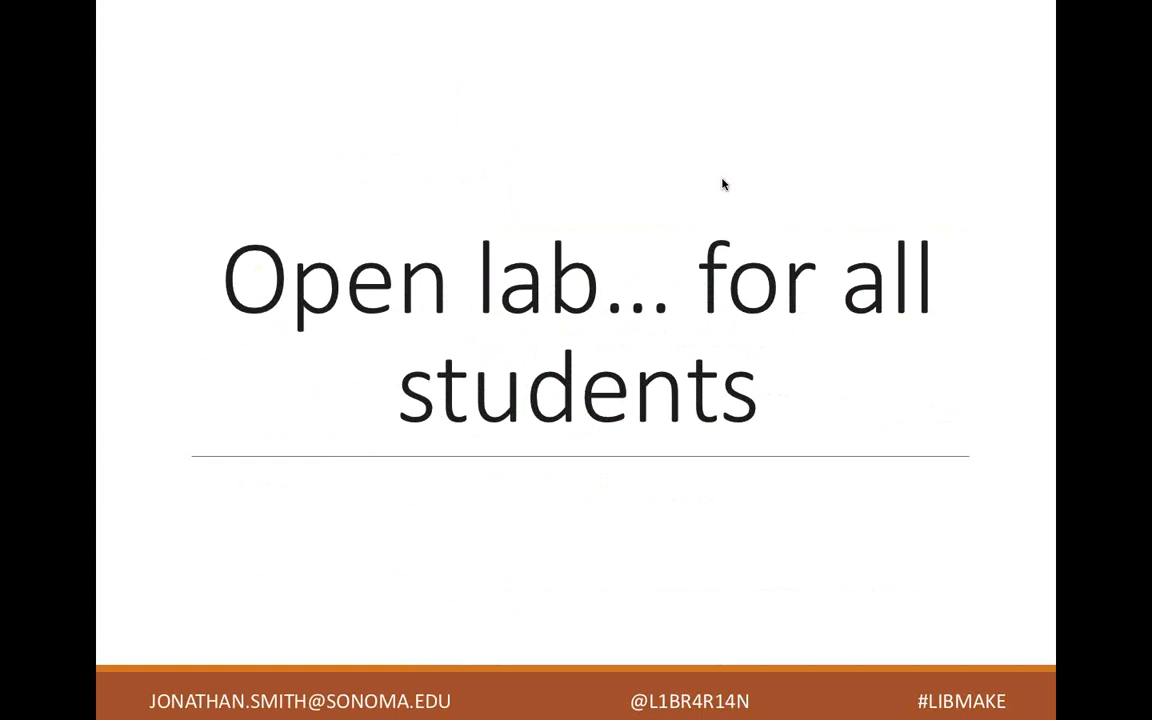 Open lab... for all
students
JONATHAN.SMITH@SONOMA.EDU @L1BR4R14N #LIBMAKE